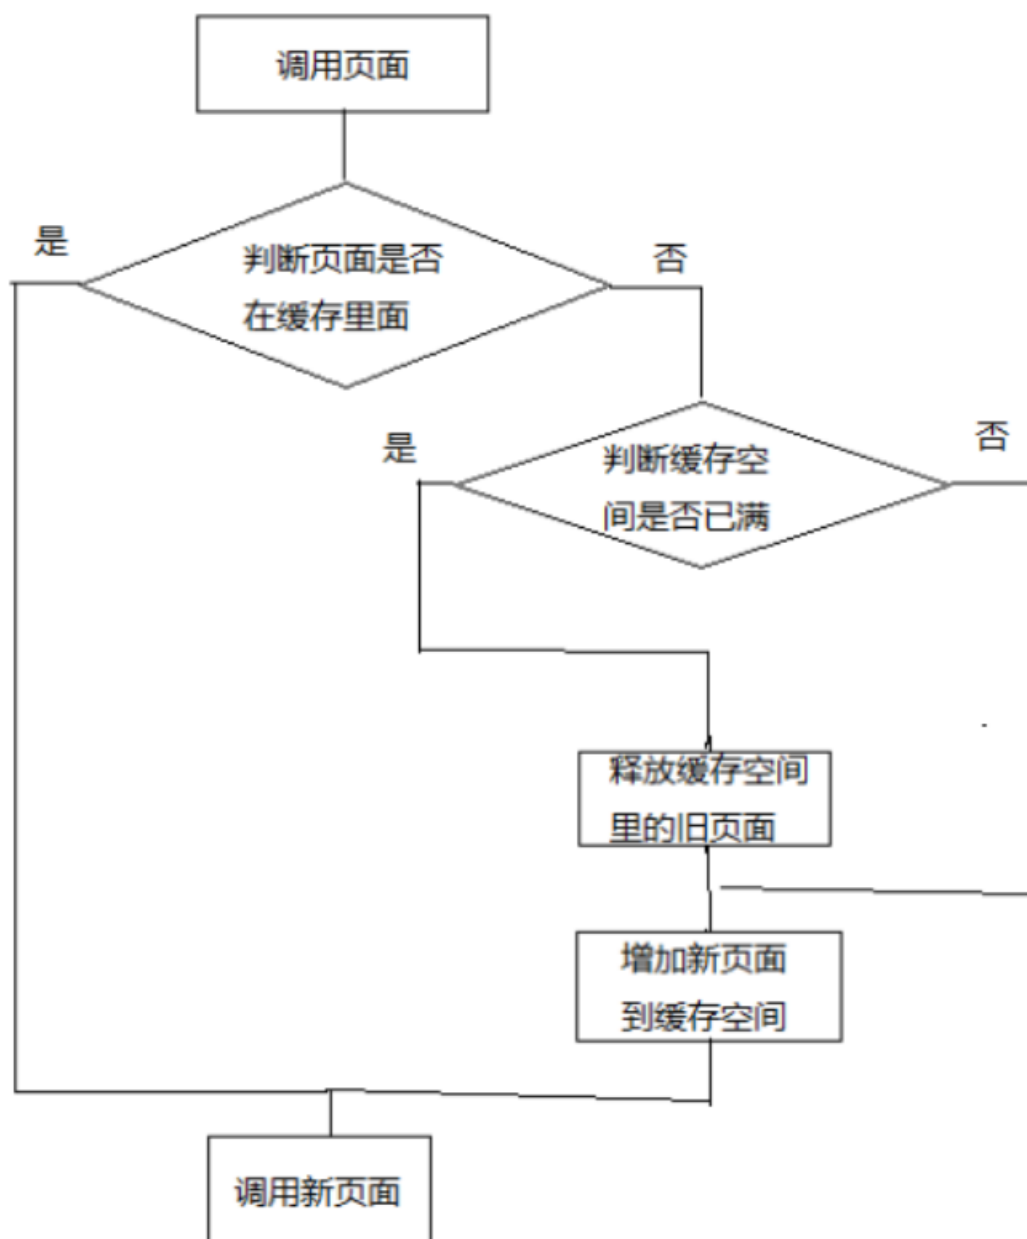 调用页面
是
判断页面是否
在缓存里面
否
是
判断缓存空
间是否已满
否
释放缓存空间
里的旧页面
增加新页面
到缓存空间
调用新页面